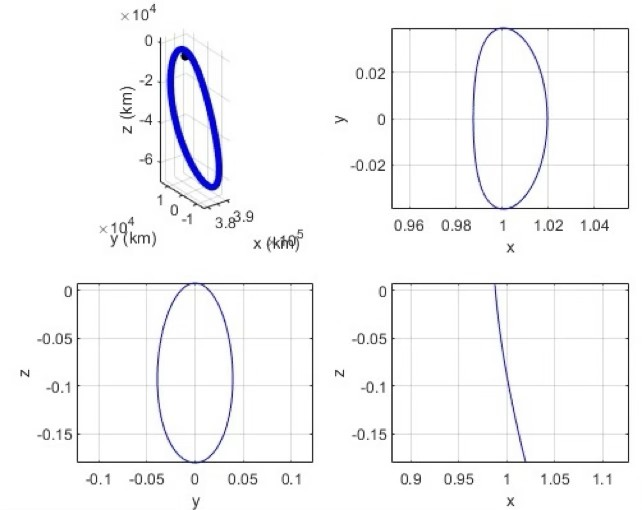 ×10⁴
0
-2
-4
-6
z (km)
1
0
-1
×10⁴
y (km)
3.8
3.9
x (km)
×10⁵
0.02
0
-0.02
y
0.96 0.98 1 1.02 1.04
x
0
-0.05
-0.1
-0.15
z
-0.1 -0.05 0 0.05 0.1
y
0
-0.05
-0.1
-0.15
z
0.9 0.95 1 1.05 1.1
x